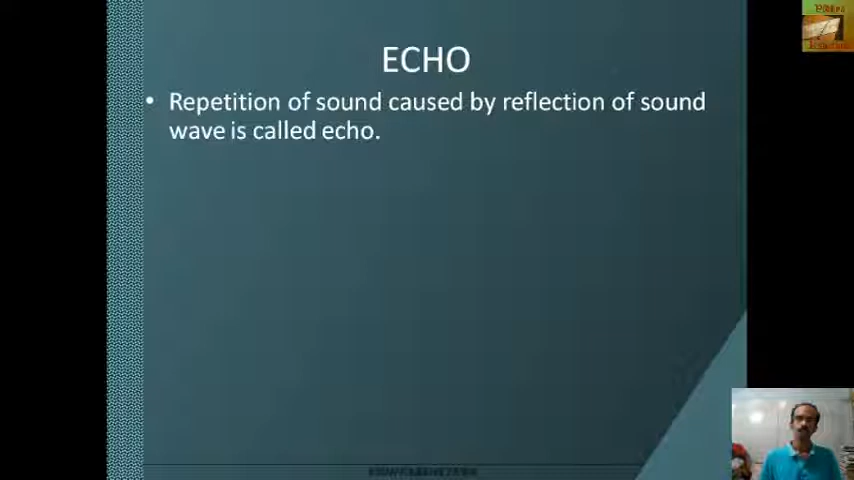 ECHO
• Repetition of sound caused by reflection of sound
wave is called echo.